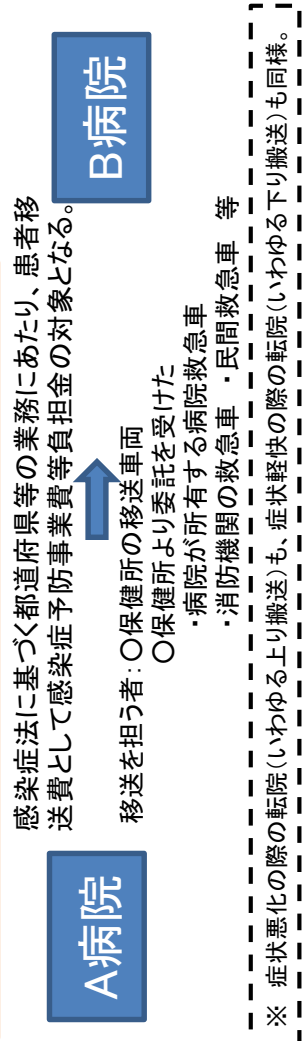 感染症法に基づく都道府県等の業務にあたり、患者移
送費として感染症予防事業費等負担金の対象となる。
A病院
B病院
移送を担う者：〇保健所の移送車両
〇保健所より委託を受けた
・病院が所有する病院救急車
・消防機関の救急車 ・民間救急車 等
※ 症状悪化の際の転院（いわゆる上り搬送）も、症状軽快の際の転院（いわゆる下り搬送）も同様。